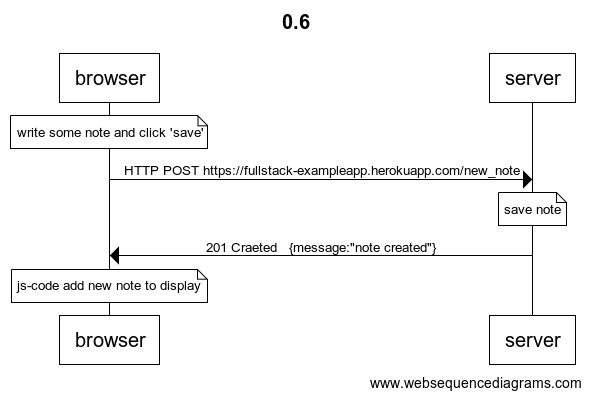 0.6
browser
server
write some note and click 'save'
HTTP POST https://fullstack-exampleapp.herokuapp.com/new_note
save note
201 Craeted   {message:"note created"}
js-code add new note to display
browser
server
www.websequencediagrams.com